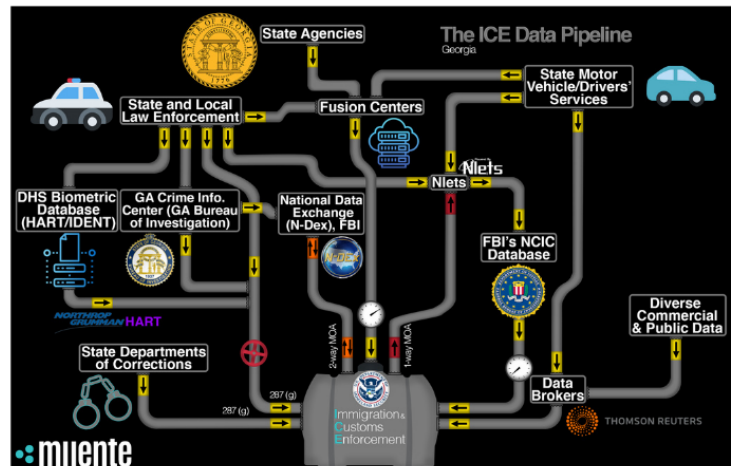 The ICE Data Pipeline
Georgia
State Agencies
State and Local
Law Enforcement
Fusion Centers
State Motor
Vehicle/Drivers'
Services
1776
Nlets
Nlets
DHS Biometric
Database
(HART/IDENT)
GA Crime Info.
Center (GA Bureau
of Investigation)
National Data
Exchange
(N-Dex), FBI
N-DEx
FBI's NCIC
Database
NORTHROP
GRUMMAN HART
Diverse
Commercial
& Public Data
State Departments
of Corrections
2-way MOA
1-way MOA
287 (g)
287 (g)
Immigration &
Customs
Enforcement
Data
Brokers
THOMSON REUTERS
mijente